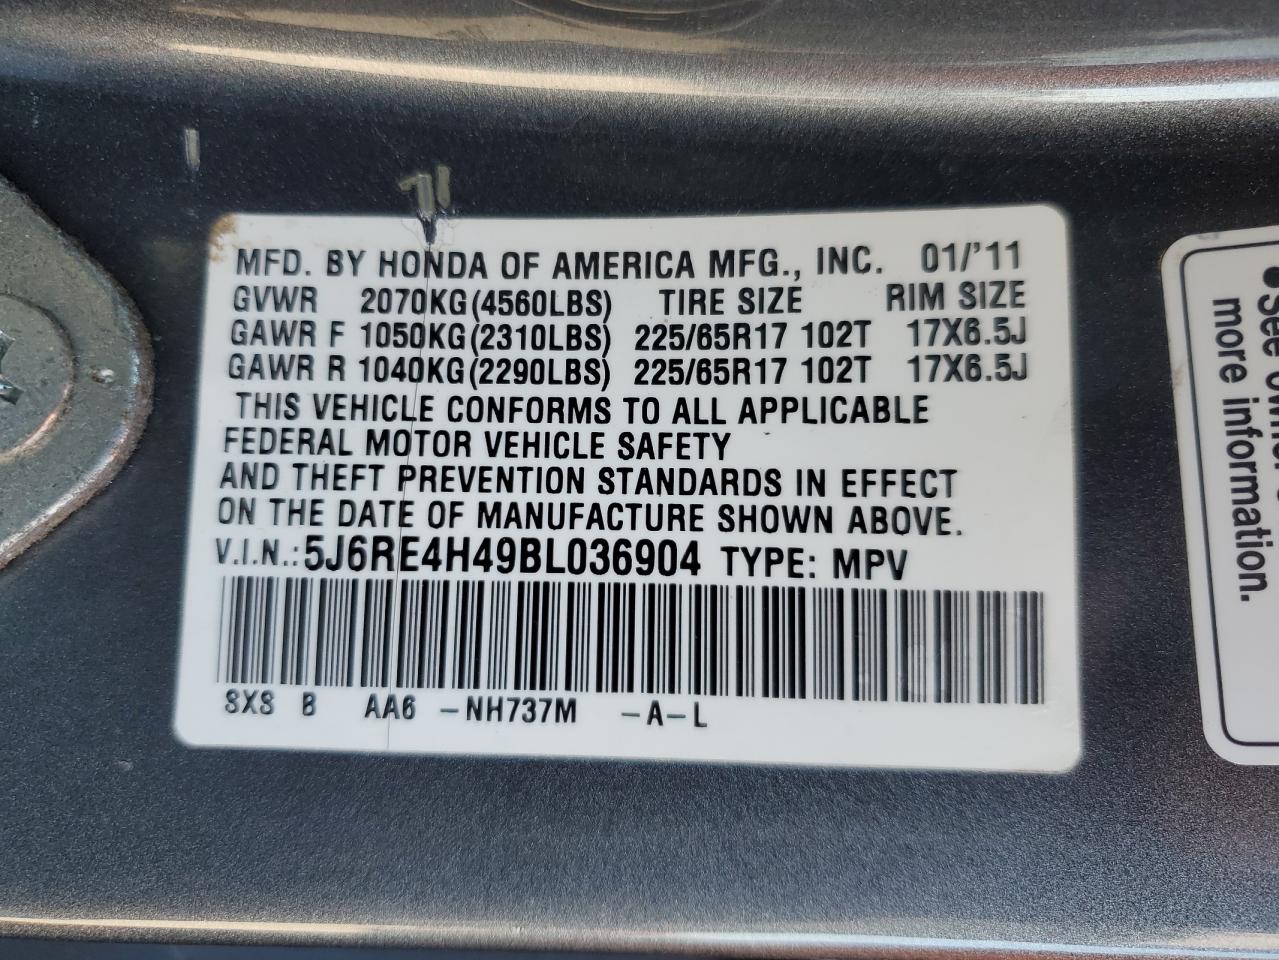 MFD. BY HONDA OF AMERICA MFG., INC. 01/'11
GVWR 2070KG(4560LBS) TIRE SIZE RIM SIZE
GAWR F 1050KG(2310LBS) 225/65R17 102T 17X6.5J
GAWR R 1040KG(2290LBS) 225/65R17 102T 17X6.5J
THIS VEHICLE CONFORMS TO ALL APPLICABLE
FEDERAL MOTOR VEHICLE SAFETY
AND THEFT PREVENTION STANDARDS IN EFFECT
ON THE DATE OF MANUFACTURE SHOWN ABOVE.
V.I.N.:5J6RE4H49BL036904 TYPE: MPV
SXS B AA6 -NH737M -A-L
● See
more information.